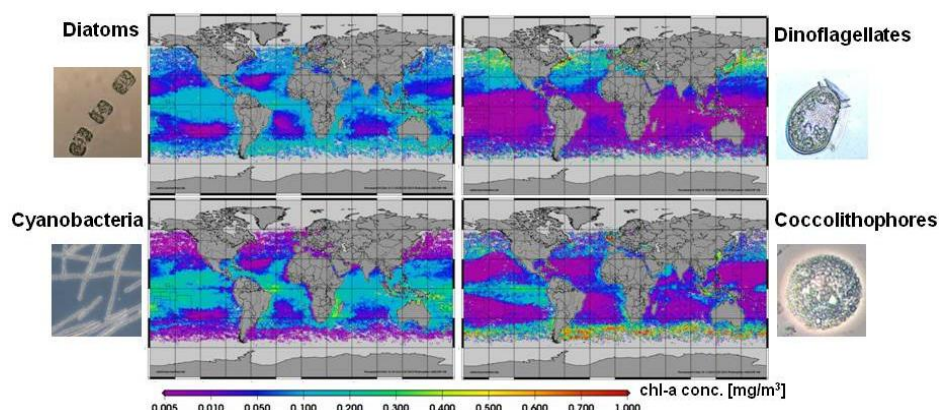 Diatoms
Dinoflagellates
Cyanobacteria
Coccolithophores
chl-a conc. [mg/m³]
0.005 0.010 0.050 0.100 0.200 0.300 0.400 0.500 0.600 0.700 1.000